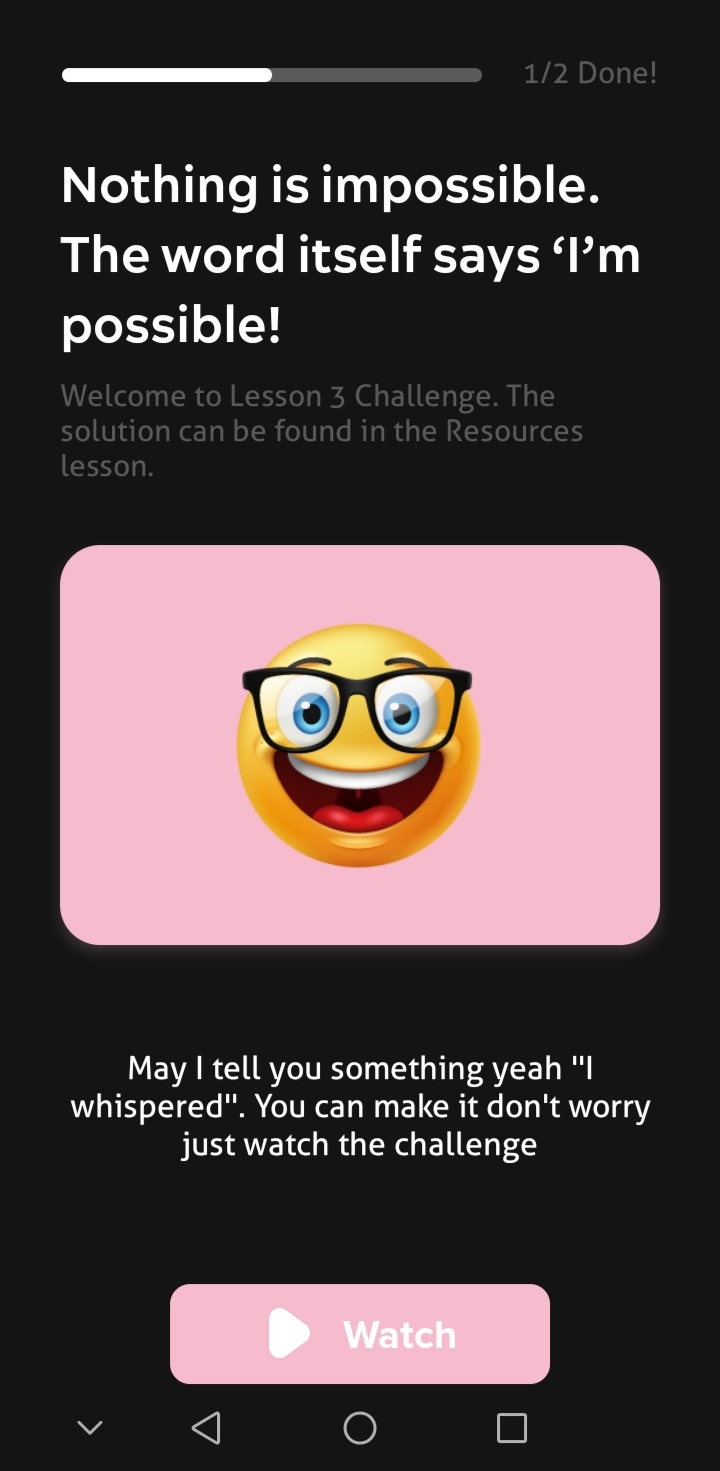 1/2 Done!
Nothing is impossible.
The word itself says ‘I’m
possible!
Welcome to Lesson 3 Challenge. The
solution can be found in the Resources
lesson.
May I tell you something yeah "I
whispered". You can make it don't worry
just watch the challenge
Watch